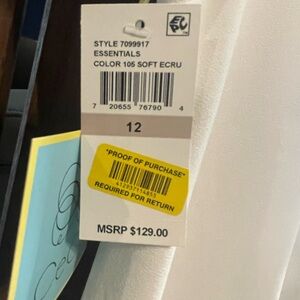 STYLE 7099917
ESSENTIALS
COLOR 105 SOFT ECRU
7 20655 76790 4
12
"PROOF OF PURCHASE"
REQUIRED FOR RETURN
MSRP $129.00